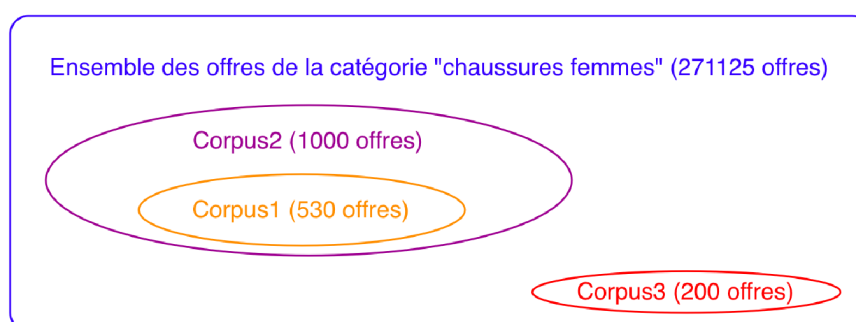 Ensemble des offres de la catégorie "chaussures femmes" (271125 offres)
Corpus2 (1000 offres)
Corpus1 (530 offres)
Corpus3 (200 offres)